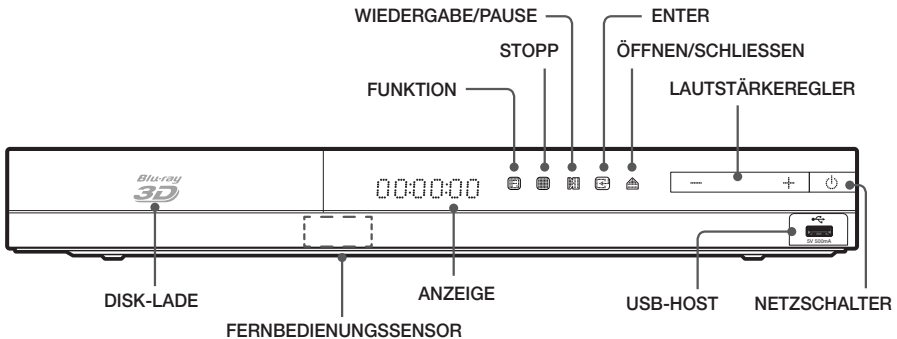 WIEDERGABE/PAUSE
ENTER
STOPP
ÖFFNEN/SCHLIESSEN
FUNKTION
LAUTSTÄRKEREGLER
Blu-ray
3D
00:00:00
5V 500mA
DISK-LADE
ANZEIGE
USB-HOST
NETZSCHALTER
FERNBEDIENUNGSSENSOR